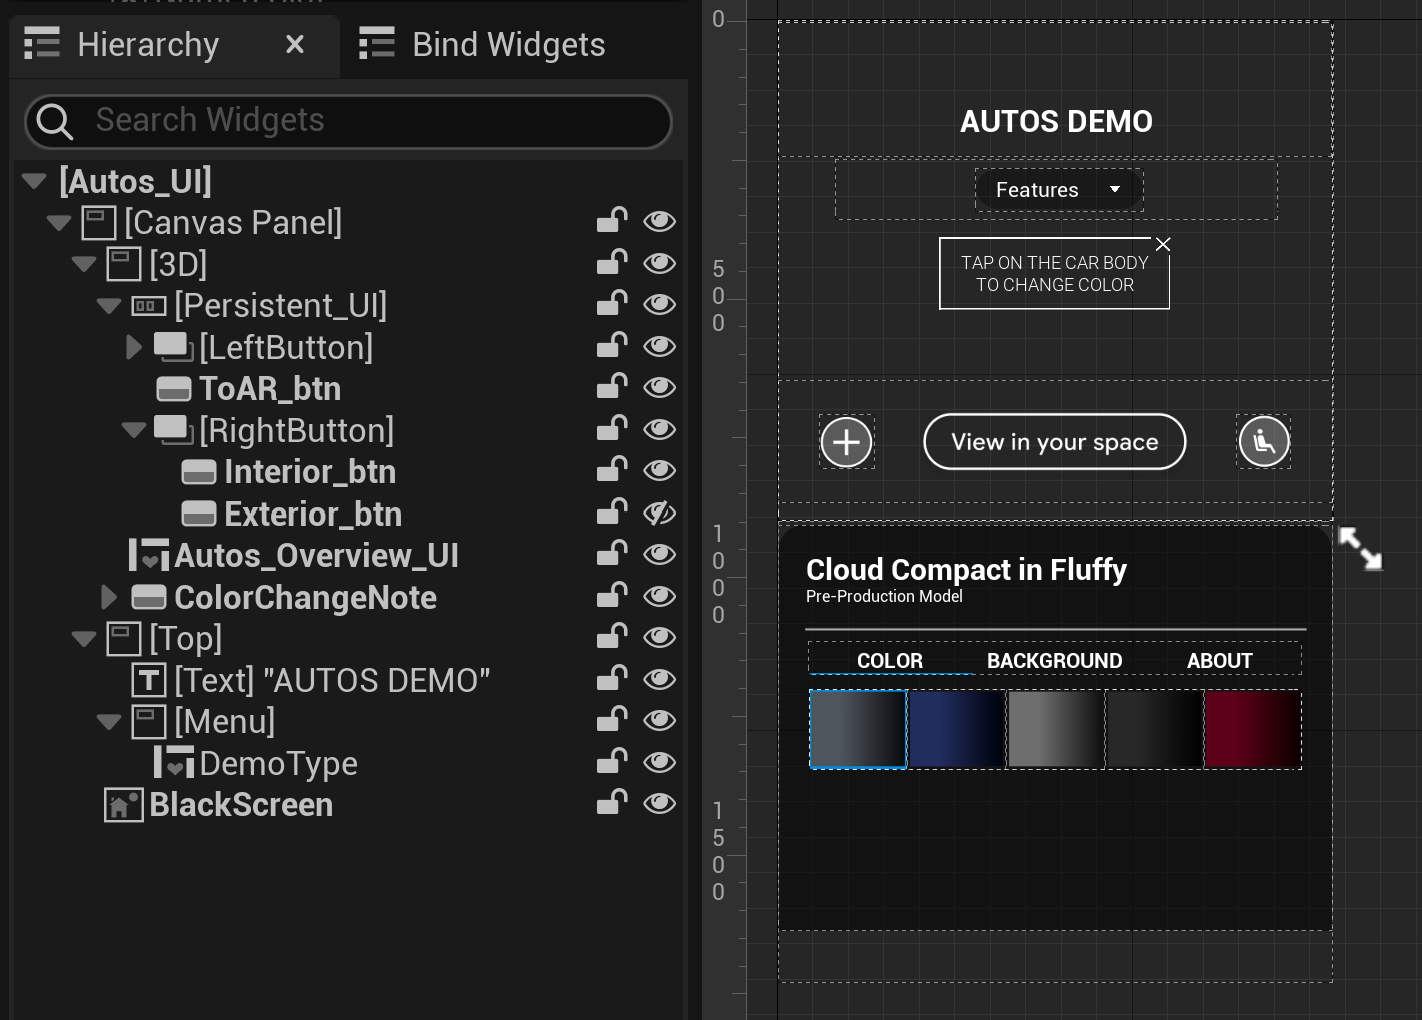 Hierarchy
Bind Widgets
Search Widgets
[Autos_UI]
[Canvas Panel]
[3D]
[Persistent_UI]
[LeftButton]
ToAR_btn
[RightButton]
Interior_btn
Exterior_btn
Autos_Overview_UI
ColorChangeNote
[Top]
[Text] "AUTOS DEMO"
[Menu]
DemoType
BlackScreen
0
500
1000
1500
AUTOS DEMO
Features
TAP ON THE CAR BODY
TO CHANGE COLOR
View in your space
Cloud Compact in Fluffy
Pre-Production Model
COLOR BACKGROUND ABOUT